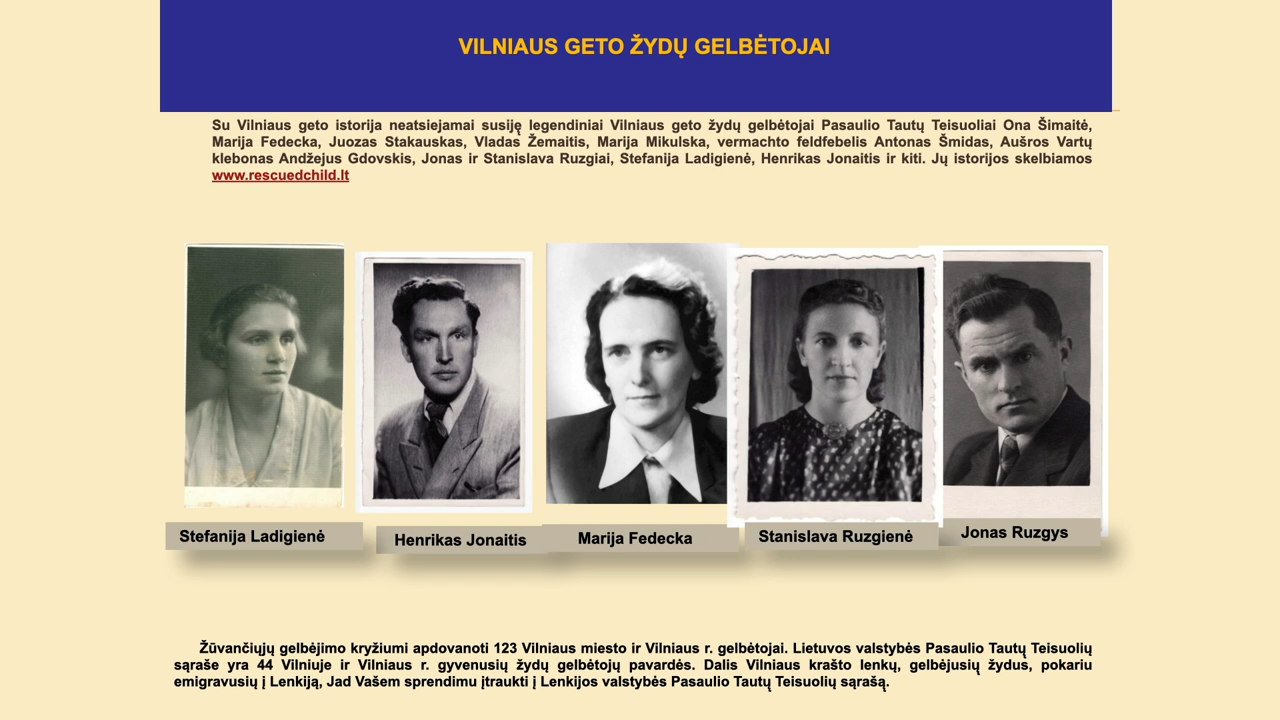 VILNIAUS GETO ŽYDŲ GELBĖTOJAI
Su Vilniaus geto istorija neatsiejamai susiję legendiniai Vilniaus geto žydų gelbėtojai Pasaulio Tautų Teisuoliai Ona Šimaitė,
Marija Fedecka, Juozas Stakauskas, Vladas Žemaitis, Marija Mikulska, vermachto feldfebelis Antonas Šmidas, Aušros Vartų
klebonas Andžejus Gdovskis, Jonas ir Stanislava Ruzgiai, Stefanija Ladigienė, Henrikas Jonaitis ir kiti. Jų istorijos skelbiamos
www.rescuedchild.lt
Stefanija Ladigienė
Henrikas Jonaitis
Marija Fedecka
Stanislava Ruzgienė
Jonas Ruzgys
Žūvančiųjų gelbėjimo kryžiumi apdovanoti 123 Vilniaus miesto ir Vilniaus r. gelbėtojai. Lietuvos valstybės Pasaulio Tautų Teisuolių
sąraše yra 44 Vilniuje ir Vilniaus r. gyvenusių žydų gelbėtojų pavardės. Dalis Vilniaus krašto lenkų, gelbėjusių žydus, pokariu
emigravusių į Lenkiją, Jad Vašem sprendimu įtraukti į Lenkijos valstybės Pasaulio Tautų Teisuolių sąrašą.